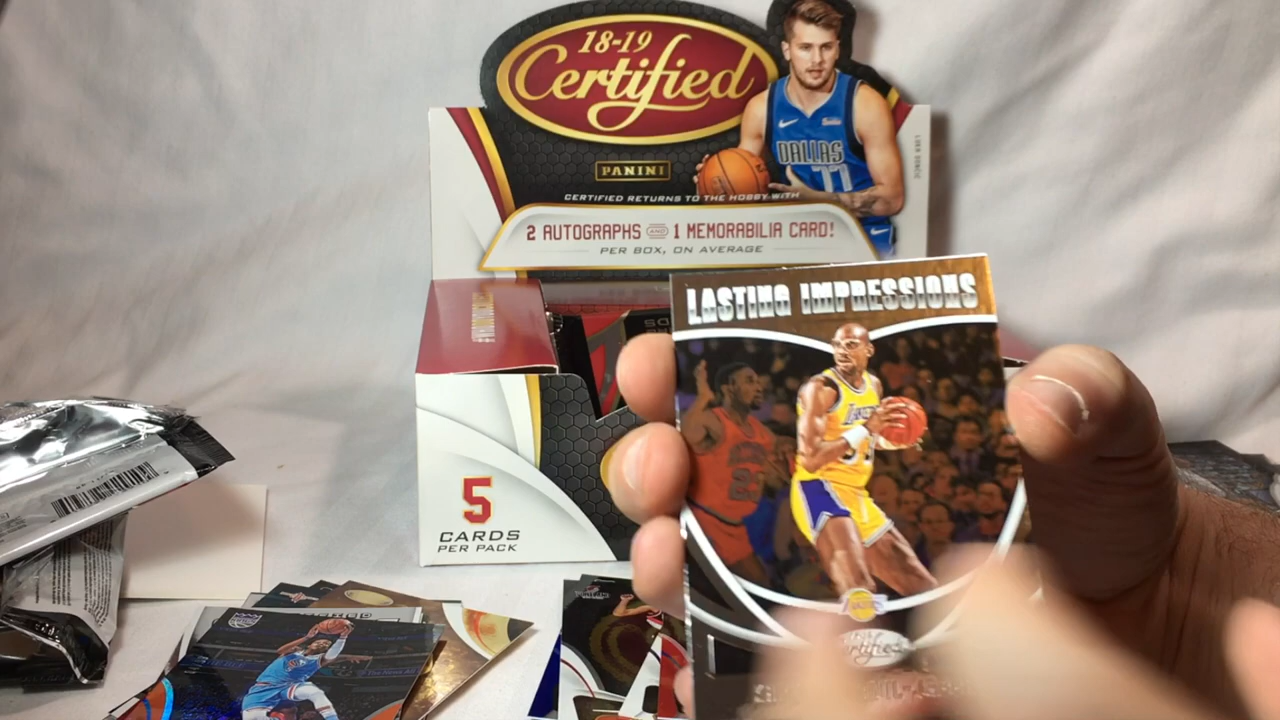 18-19
Certified
PANINI
CERTIFIED RETURNS TO THE HOBBY WITH
2 AUTOGRAPHS AND 1 MEMORABILIA CARD!
PER BOX, ON AVERAGE
DALLAS
77
LASTING IMPRESSIONS
5
CARDS
PER PACK